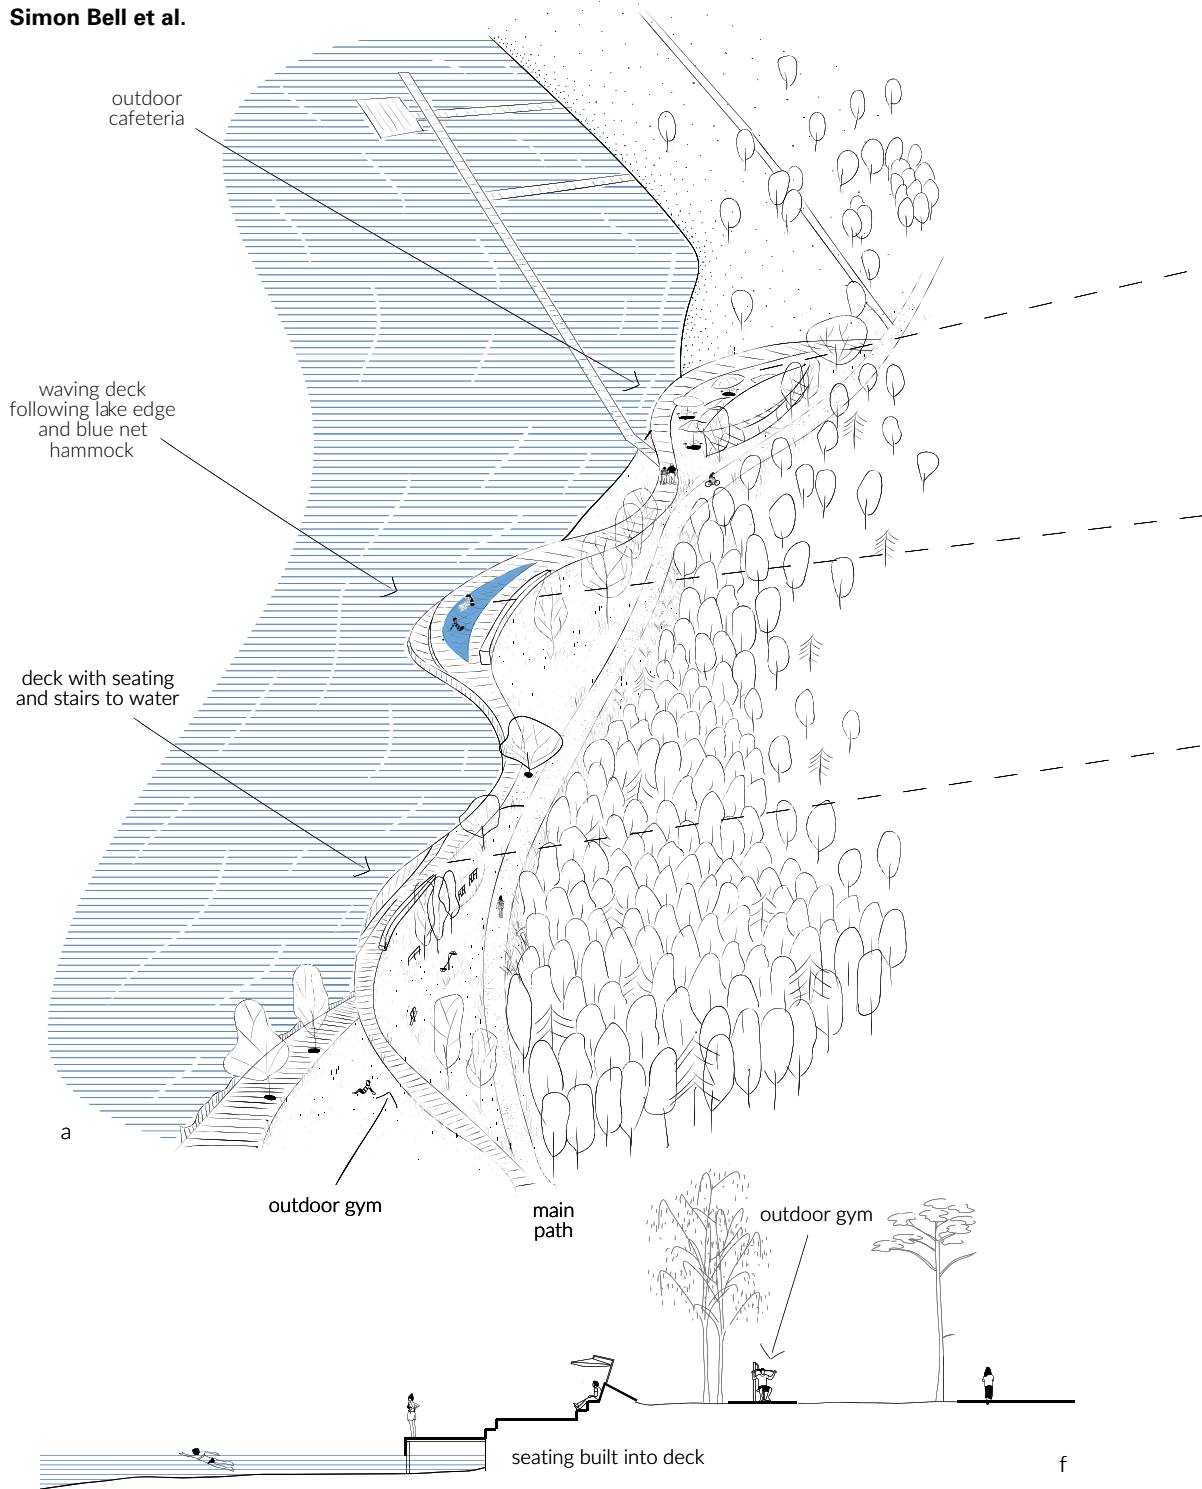 Simon Bell et al.
outdoor
cafeteria
waving deck
following lake edge
and blue net
hammock
deck with seating
and stairs to water
a
outdoor gym
main
path
outdoor gym
seating built into deck
f